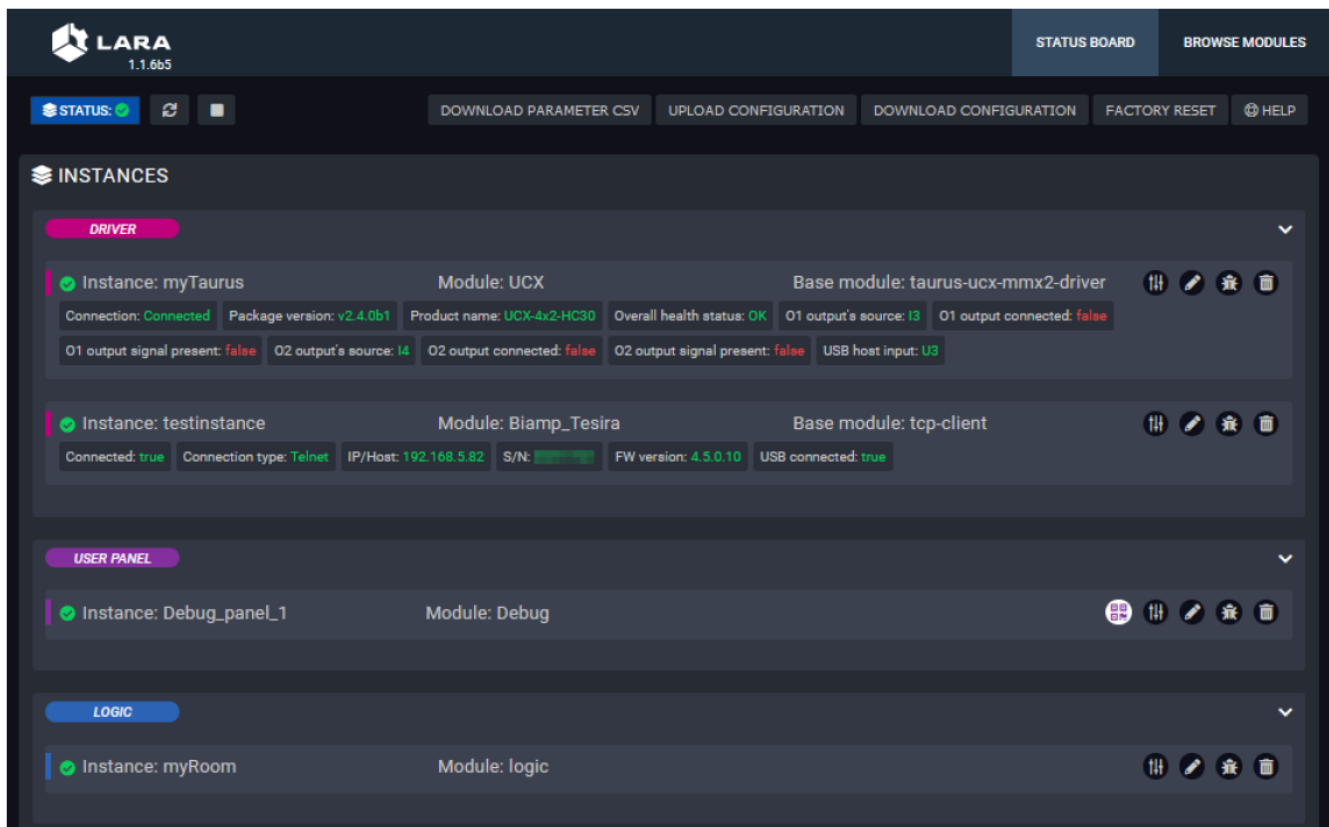 LARA
1.1.6b5
STATUS BOARD
BROWSE MODULES
STATUS:
DOWNLOAD PARAMETER CSV
UPLOAD CONFIGURATION
DOWNLOAD CONFIGURATION
FACTORY RESET
HELP
INSTANCES
DRIVER
Instance: myTaurus
Module: UCX
Base module: taurus-ucx-mmx2-driver
Connection: Connected
Package version: v2.4.0b1
Product name: UCX-4x2-HC30
Overall health status: OK
O1 output's source: I3
O1 output connected: false
O1 output signal present: false
O2 output's source: I4
O2 output connected: false
O2 output signal present: false
USB host input: U3
Instance: testinstance
Module: Biamp_Tesira
Base module: tcp-client
Connected: true
Connection type: Telnet
IP/Host: 192.168.5.82
S/N:
FW version: 4.5.0.10
USB connected: true
USER PANEL
Instance: Debug_panel_1
Module: Debug
LOGIC
Instance: myRoom
Module: logic